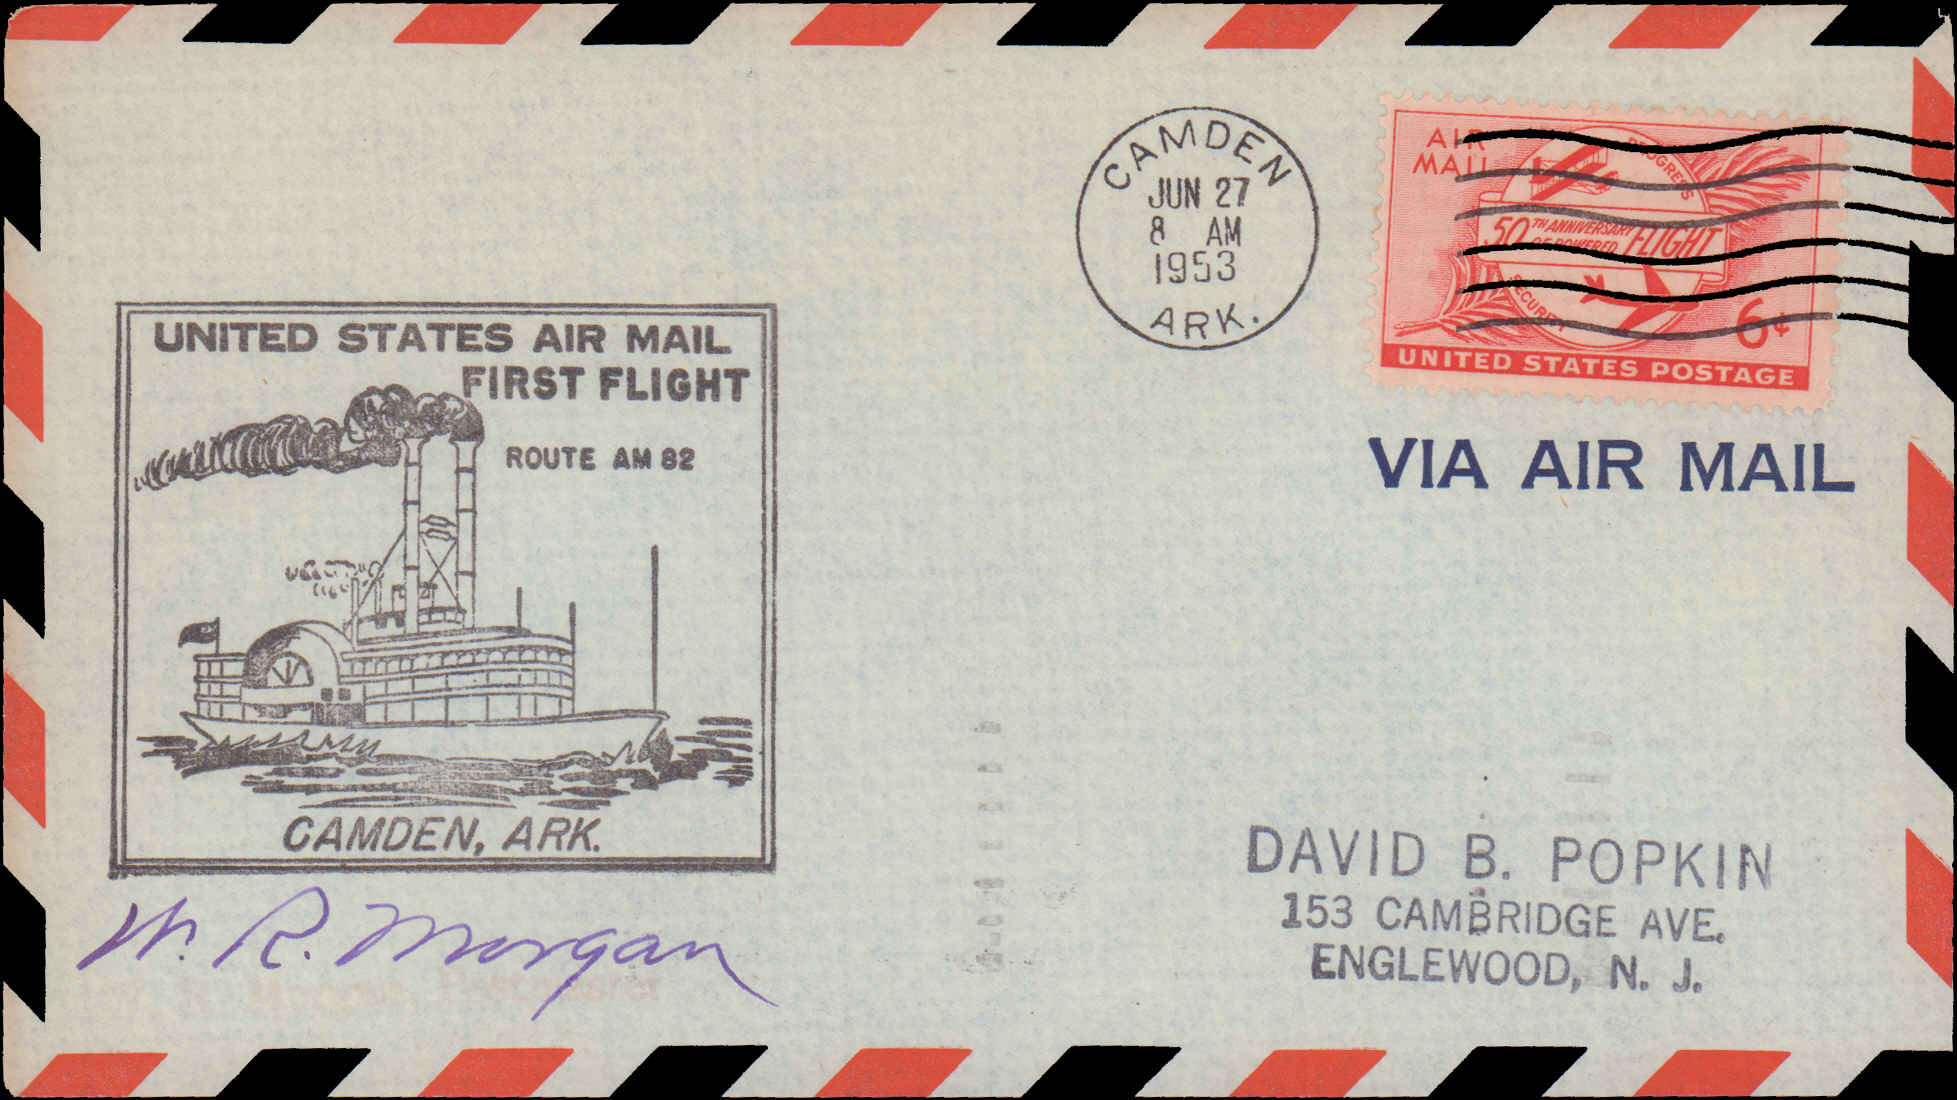 CAMDEN
JUN 27
8 AM
1953
ARK.
AIR
MAIL
PROGRESS
50TH ANNIVERSARY
OF POWERED FLIGHT
SECURITY
6¢
UNITED STATES POSTAGE
VIA AIR MAIL
UNITED STATES AIR MAIL
FIRST FLIGHT
ROUTE AM 82
CAMDEN, ARK.
W. R. Morgan
DAVID B. POPKIN
153 CAMBRIDGE AVE.
ENGLEWOOD, N. J.